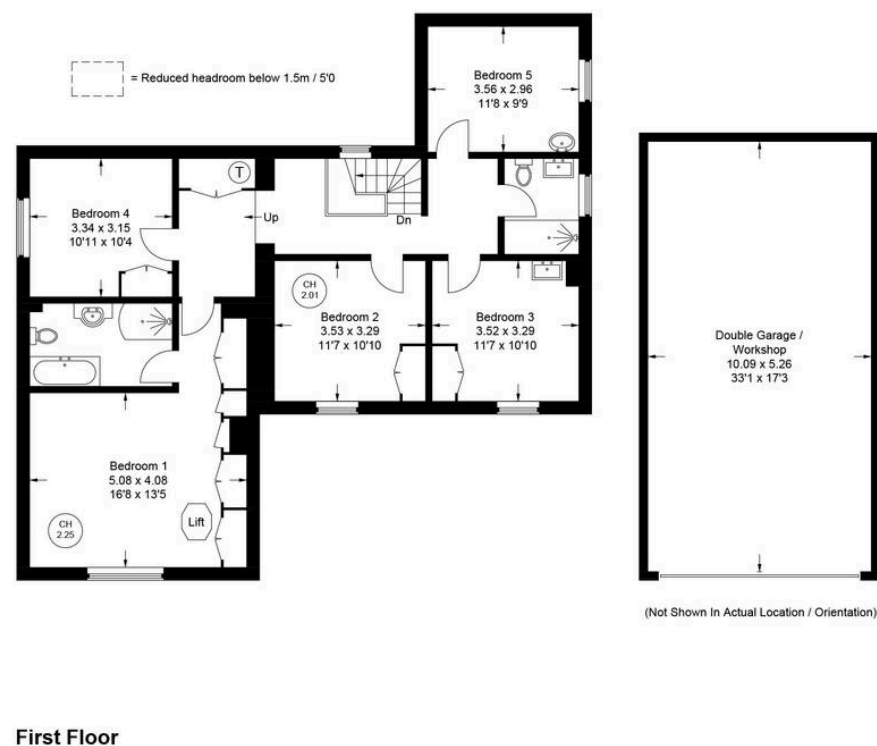 = Reduced headroom below 1.5m / 5'0
Bedroom 5
3.56 x 2.96
11'8 x 9'9
T
Bedroom 4
3.34 x 3.15
10'11 x 10'4
Up
Dn
CH
2.01
Bedroom 2
3.53 x 3.29
11'7 x 10'10
Bedroom 3
3.52 x 3.29
11'7 x 10'10
Double Garage /
Workshop
10.09 x 5.26
33'1 x 17'3
Bedroom 1
5.08 x 4.08
16'8 x 13'5
CH
2.25
Lift
(Not Shown In Actual Location / Orientation)
First Floor